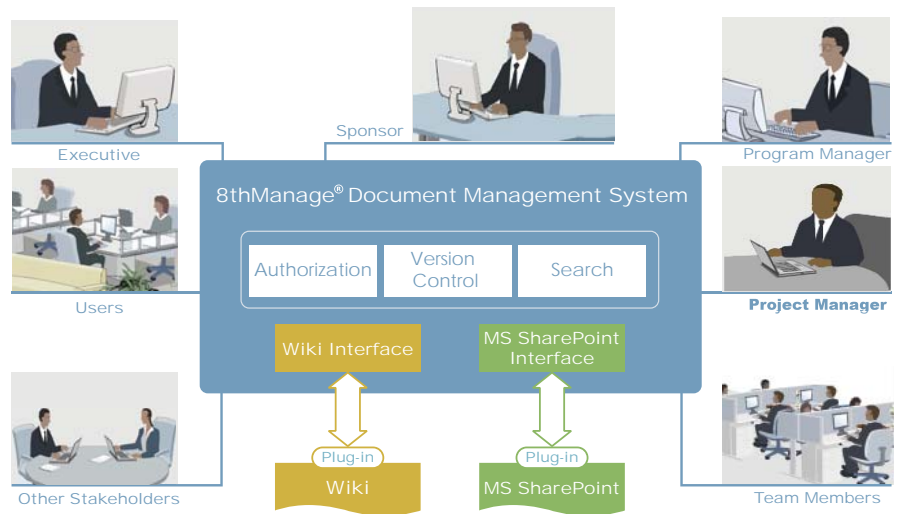 Sponsor
Executive
Program Manager
8thManage® Document Management System
Authorization
Version
Control
Search
Users
Project Manager
Wiki Interface
MS SharePoint
Interface
Plug-in
Plug-in
Wiki
MS SharePoint
Other Stakeholders
Team Members